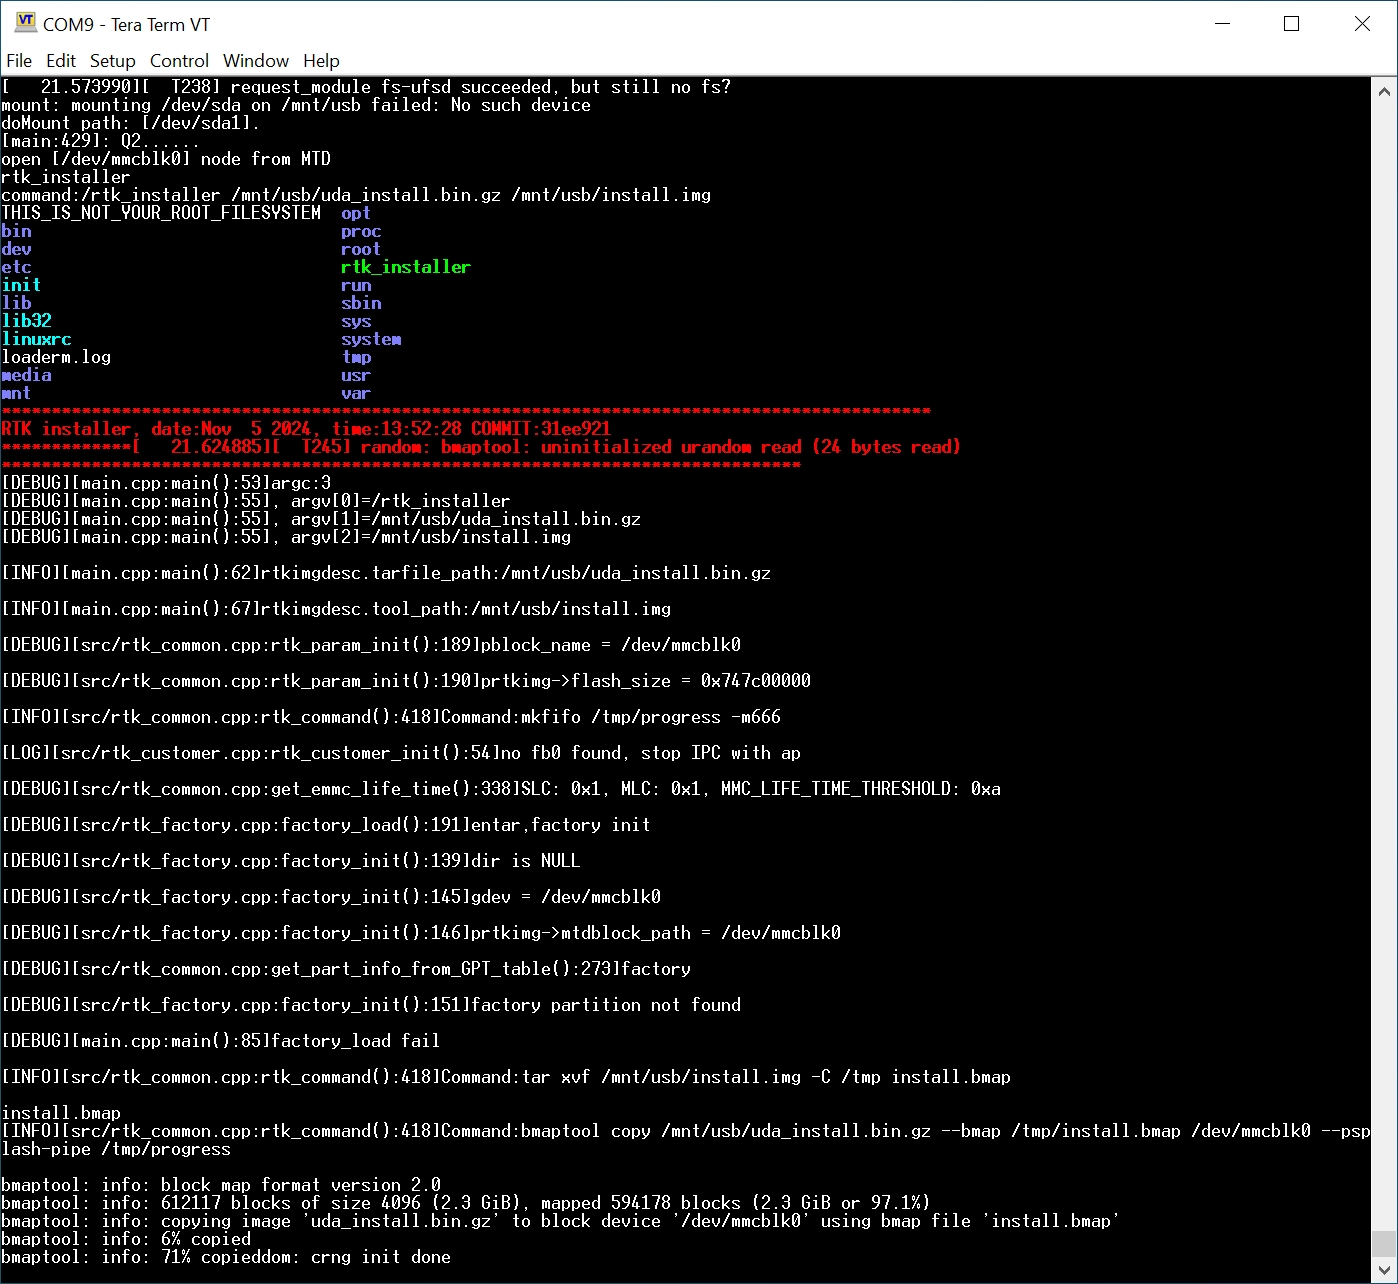 COM9 - Tera Term VT
File Edit Setup Control Window Help
[   21.573990][  T238] request_module fs-ufsd succeeded, but still no fs?
mount: mounting /dev/sda on /mnt/usb failed: No such device
doMount path: [/dev/sda1].
[main:429]: Q2......
open [/dev/mmcblk0] node from MTD
rtk_installer
command:/rtk_installer /mnt/usb/uda_install.bin.gz /mnt/usb/install.img
THIS_IS_NOT_YOUR_ROOT_FILESYSTEM  opt
bin                               proc
dev                               root
etc                               rtk_installer
init                              run
lib                               sbin
lib32                             sys
linuxrc                           system
loaderm.log                       tmp
media                             usr
mnt                               var
*********************************************************************************************
RTK installer, date:Nov  5 2024, time:13:52:28 COMMIT:31ee921
*************[   21.624885][  T245] random: bmaptool: uninitialized urandom read (24 bytes read)
********************************************************************************
[DEBUG][main.cpp:main():53]argc:3
[DEBUG][main.cpp:main():55], argv[0]=/rtk_installer
[DEBUG][main.cpp:main():55], argv[1]=/mnt/usb/uda_install.bin.gz
[DEBUG][main.cpp:main():55], argv[2]=/mnt/usb/install.img
[INFO][main.cpp:main():62]rtkimgdesc.tarfile_path:/mnt/usb/uda_install.bin.gz
[INFO][main.cpp:main():67]rtkimgdesc.tool_path:/mnt/usb/install.img
[DEBUG][src/rtk_common.cpp:rtk_param_init():189]pblock_name = /dev/mmcblk0
[DEBUG][src/rtk_common.cpp:rtk_param_init():190]prtkimg->flash_size = 0x747c00000
[INFO][src/rtk_common.cpp:rtk_command():418]Command:mkfifo /tmp/progress -m666
[LOG][src/rtk_customer.cpp:rtk_customer_init():54]no fb0 found, stop IPC with ap
[DEBUG][src/rtk_common.cpp:get_emmc_life_time():338]SLC: 0x1, MLC: 0x1, MMC_LIFE_TIME_THRESHOLD: 0xa
[DEBUG][src/rtk_factory.cpp:factory_load():191]entar,factory init
[DEBUG][src/rtk_factory.cpp:factory_init():139]dir is NULL
[DEBUG][src/rtk_factory.cpp:factory_init():145]gdev = /dev/mmcblk0
[DEBUG][src/rtk_factory.cpp:factory_init():146]prtkimg->mtdblock_path = /dev/mmcblk0
[DEBUG][src/rtk_common.cpp:get_part_info_from_GPT_table():273]factory
[DEBUG][src/rtk_factory.cpp:factory_init():151]factory partition not found
[DEBUG][main.cpp:main():85]factory_load fail
[INFO][src/rtk_common.cpp:rtk_command():418]Command:tar xvf /mnt/usb/install.img -C /tmp install.bmap
install.bmap
[INFO][src/rtk_common.cpp:rtk_command():418]Command:bmaptool copy /mnt/usb/uda_install.bin.gz --bmap /tmp/install.bmap /dev/mmcblk0 --psp
lash-pipe /tmp/progress
bmaptool: info: block map format version 2.0
bmaptool: info: 612117 blocks of size 4096 (2.3 GiB), mapped 594178 blocks (2.3 GiB or 97.1%)
bmaptool: info: copying image 'uda_install.bin.gz' to block device '/dev/mmcblk0' using bmap file 'install.bmap'
bmaptool: info: 6% copied
bmaptool: info: 71% copieddom: crng init done